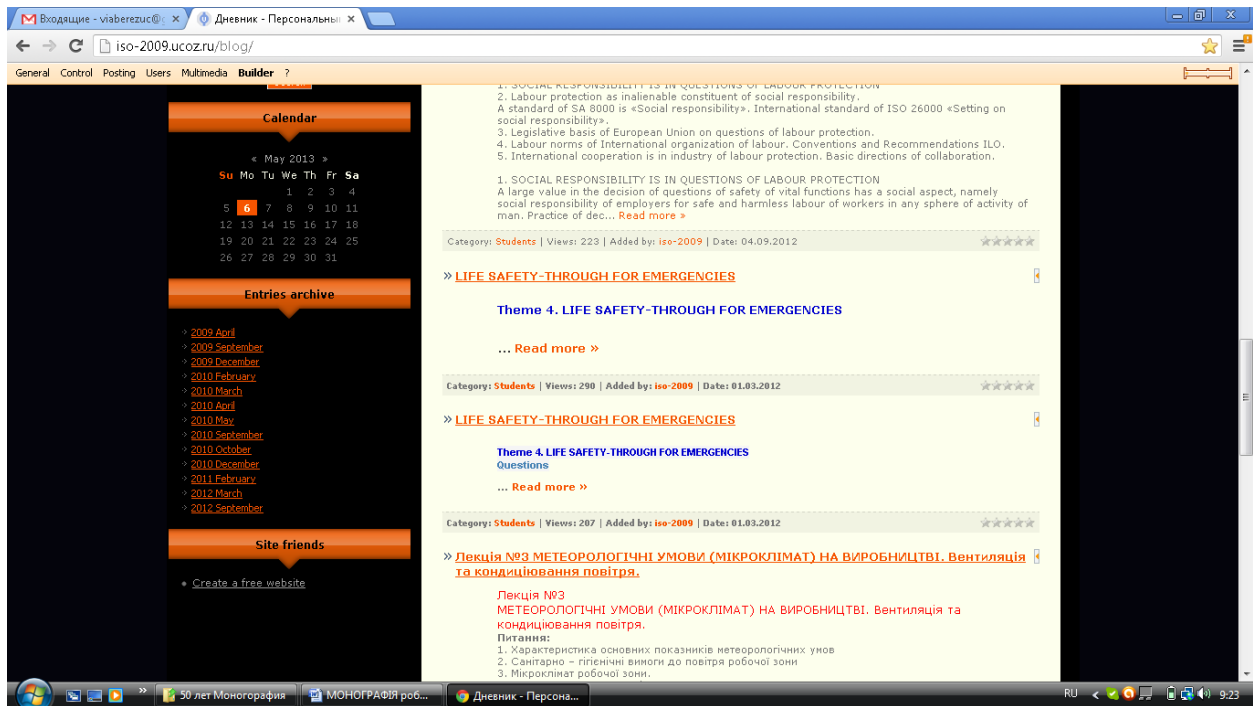 Входящие - viaberezuc@g
Дневник - Персональны
iso-2009.ucoz.ru/blog/
General Control Posting Users Multimedia Builder ?
Calendar
« May 2013 »
Su Mo Tu We Th Fr Sa
1 2 3 4
5 6 7 8 9 10 11
12 13 14 15 16 17 18
19 20 21 22 23 24 25
26 27 28 29 30 31
Entries archive
2009 April
2009 September
2009 December
2010 February
2010 March
2010 April
2010 May
2010 September
2010 October
2010 December
2011 February
2012 March
2012 September
Site friends
Create a free website
1. SOCIAL RESPONSIBILITY IS IN QUESTIONS OF LABOUR PROTECTION
2. Labour protection as inalienable constituent of social responsibility.
A standard of SA 8000 is «Social responsibility». International standard of ISO 26000 «Setting on
social responsibility».
3. Legislative basis of European Union on questions of labour protection.
4. Labour norms of International organization of labour. Conventions and Recommendations ILO.
5. International cooperation is in industry of labour protection. Basic directions of collaboration.
1. SOCIAL RESPONSIBILITY IS IN QUESTIONS OF LABOUR PROTECTION
A large value in the decision of questions of safety of vital functions has a social aspect, namely
social responsibility of employers for safe and harmless labour of workers in any sphere of activity of
man. Practice of dec... Read more »
Category: Students | Views: 223 | Added by: iso-2009 | Date: 04.09.2012
» LIFE SAFETY-THROUGH FOR EMERGENCIES
Theme 4. LIFE SAFETY-THROUGH FOR EMERGENCIES
... Read more »
Category: Students | Views: 290 | Added by: iso-2009 | Date: 01.03.2012
» LIFE SAFETY-THROUGH FOR EMERGENCIES
Theme 4. LIFE SAFETY-THROUGH FOR EMERGENCIES
Questions
... Read more »
Category: Students | Views: 207 | Added by: iso-2009 | Date: 01.03.2012
» Лекція №3 МЕТЕОРОЛОГІЧНІ УМОВИ (МІКРОКЛІМАТ) НА ВИРОБНИЦТВІ. Вентиляція
та кондиціювання повітря.
Лекція №3
МЕТЕОРОЛОГІЧНІ УМОВИ (МІКРОКЛІМАТ) НА ВИРОБНИЦТВІ. Вентиляція та
кондиціювання повітря.
Питання:
1. Характеристика основних показників метеорологічних умов
2. Санітарно – гігієнічні вимоги до повітря робочої зони
3. Мікроклімат робочої зони.
50 лет Монография
МОНОГРАФІЯ роб...
Дневник - Персона...
RU
9:23